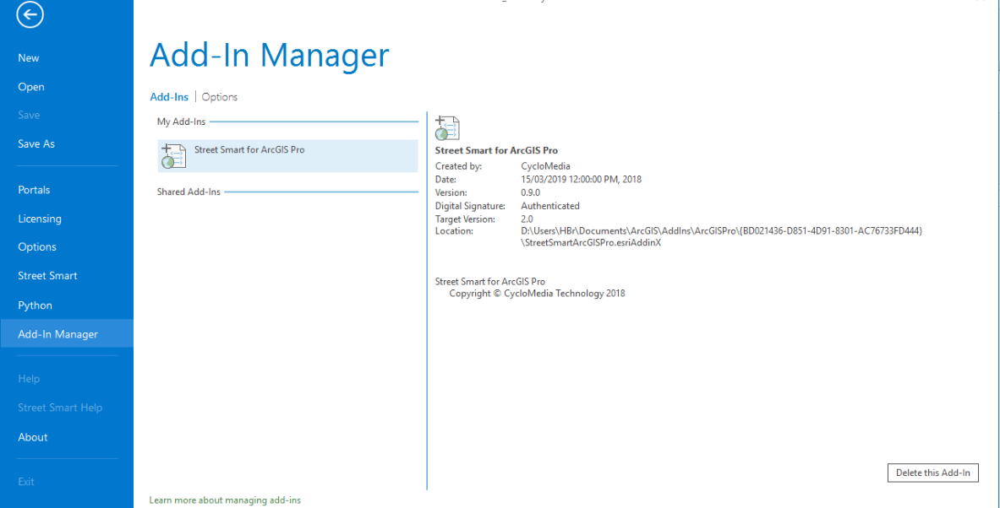 New
Open
Save
Save As
Portals
Licensing
Options
Street Smart
Python
Add-In Manager
Help
Street Smart Help
About
Exit
Add-In Manager
Add-Ins | Options
My Add-Ins
Street Smart for ArcGIS Pro
Shared Add-Ins
Learn more about managing add-ins
Street Smart for ArcGIS Pro
Created by: CycloMedia
Date: 15/03/2019 12:00:00 PM, 2018
Version: 0.9.0
Digital Signature: Authenticated
Target Version: 2.0
Location: D:\Users\HBr\Documents\ArcGIS\AddIns\ArcGISPro\{BD021436-D851-4D91-8301-AC76733FD444}
\StreetSmartArcGISPro.esriAddinX
Street Smart for ArcGIS Pro
Copyright © CycloMedia Technology 2018
Delete this Add-In